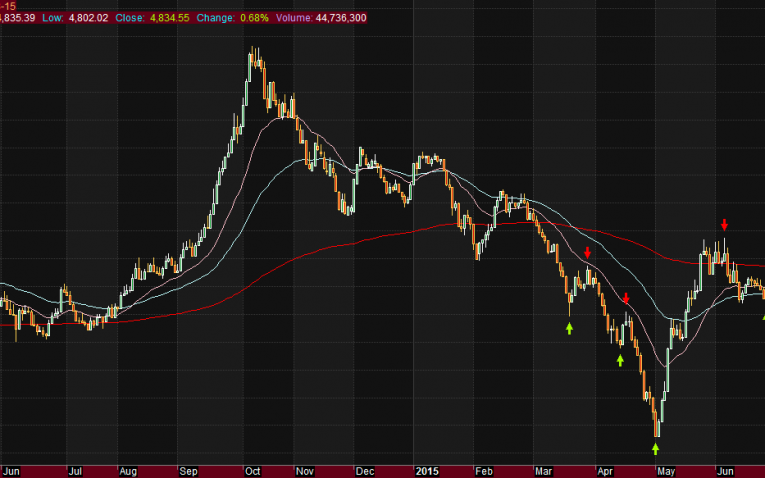 -15
4,835.39 Low: 4,802.02 Close: 4,834.55 Change: 0.68% Volume: 44,736,300
Jun Jul Aug Sep Oct Nov Dec 2015 Feb Mar Apr May Jun